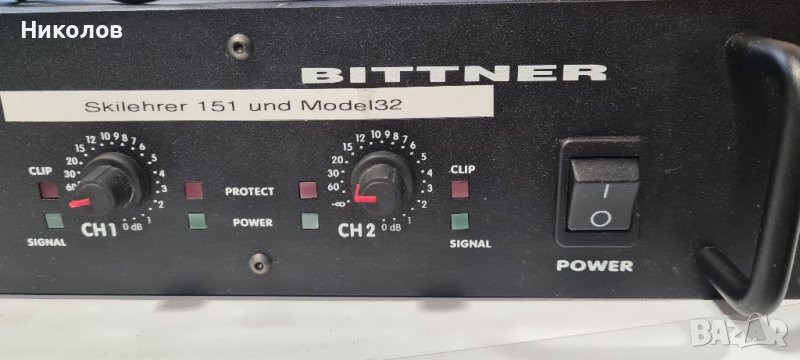 Николов
BITTNER
Skilehrer 151 und Model32
12 10 9 8 7 6 5 4 3 2 1 0 dB
15 20 30 60
12 10 9 8 7 6 5 4 3 2 1 0 dB
15 20 30 60 -∞
CLIP
PROTECT
CLIP
POWER
SIGNAL
CH1
CH2
SIGNAL
I
O
POWER
BAZAR